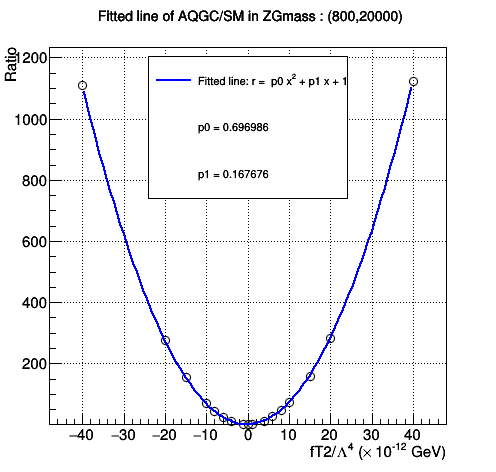 FItted line of AQGC/SM in ZGmass : (800,20000)
Ratio
1200
1000
800
600
400
200
Fitted line: r = p0 x² + p1 x + 1
p0 = 0.696986
p1 = 0.167676
−40 −30 −20 −10 0 10 20 30 40
fT2/Λ⁴ (× 10⁻¹² GeV)